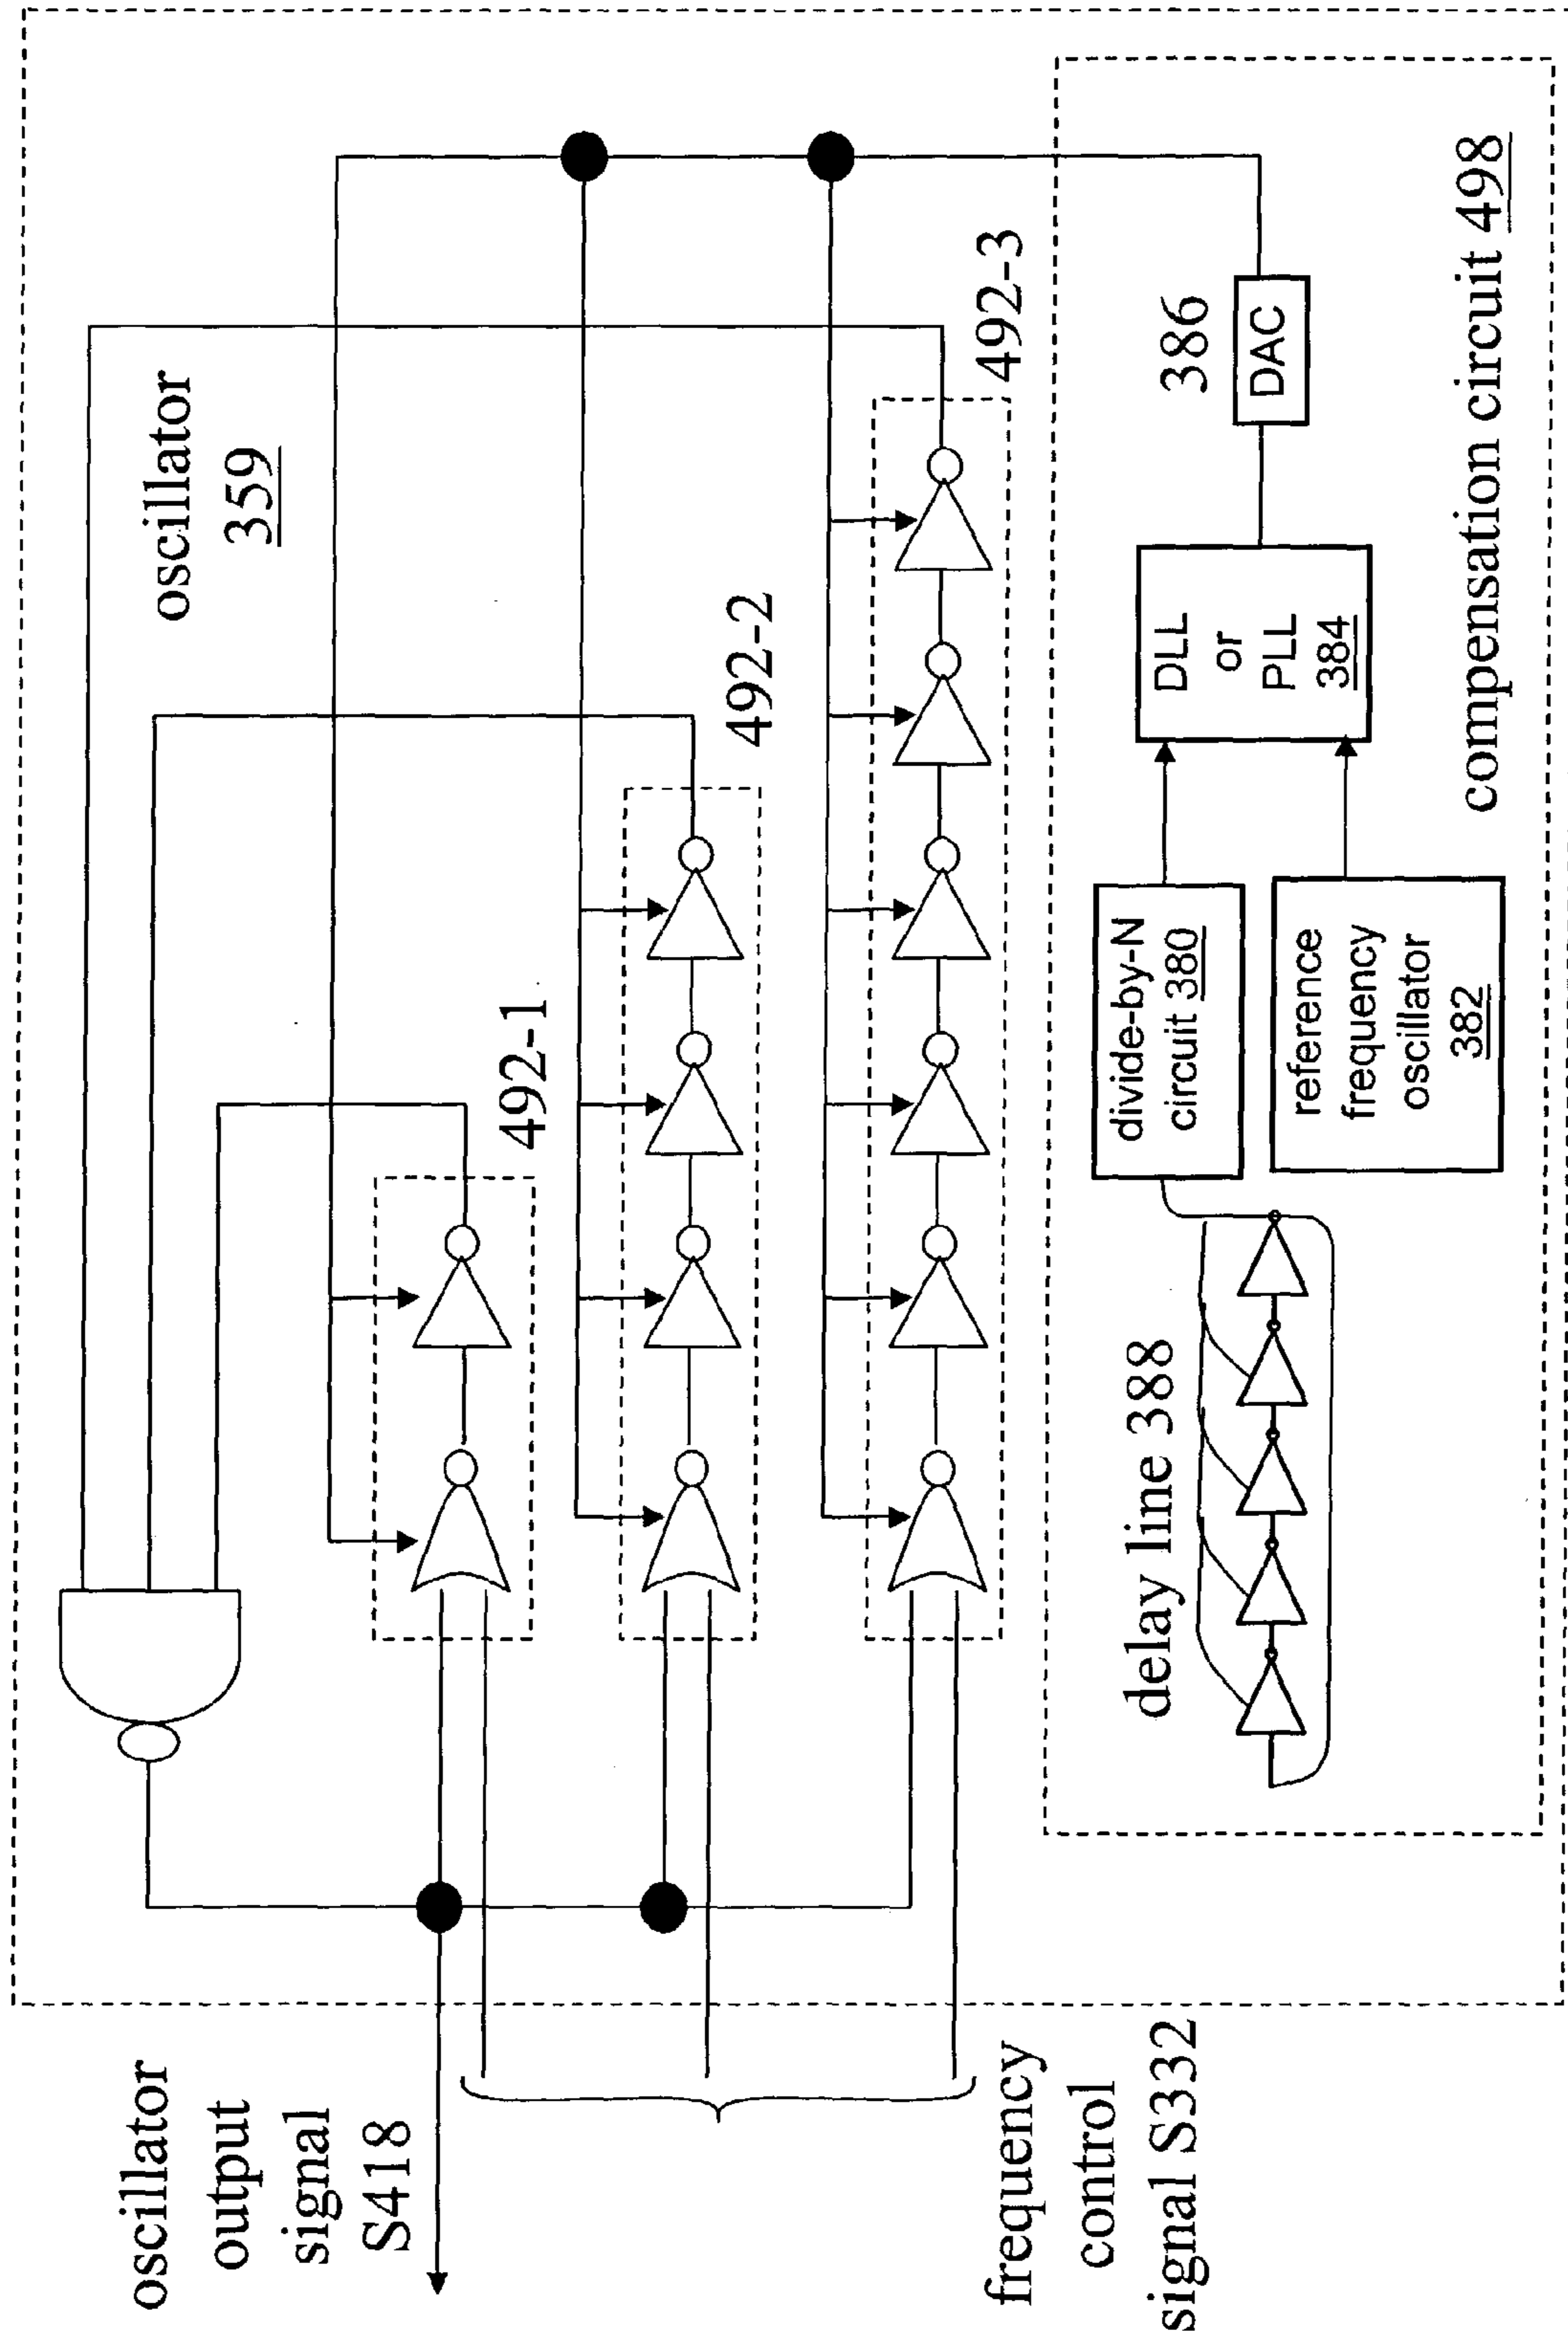 oscillator
output
signal
S418
frequency
control
signal S332
oscillator
359
492-1
492-2
492-3
delay line 388
divide-by-N
circuit 380
reference
frequency
oscillator
382
DLL
or
PLL
384
386
DAC
compensation circuit 498